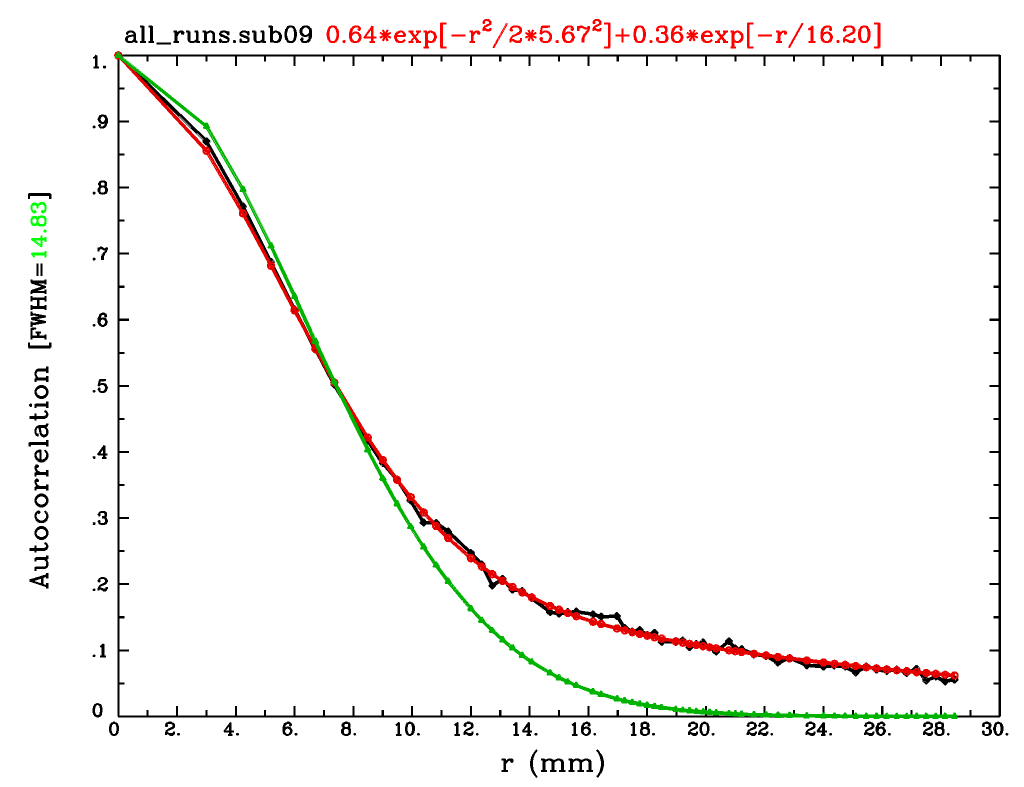 all_runs.sub09 0.64*exp[-r²/2*5.67²]+0.36*exp[-r/16.20]
1.
.9
.8
.7
.6
.5
.4
.3
.2
.1
0
Autocorrelation [FWHM=14.83]
0. 2. 4. 6. 8. 10. 12. 14. 16. 18. 20. 22. 24. 26. 28. 30.
r (mm)